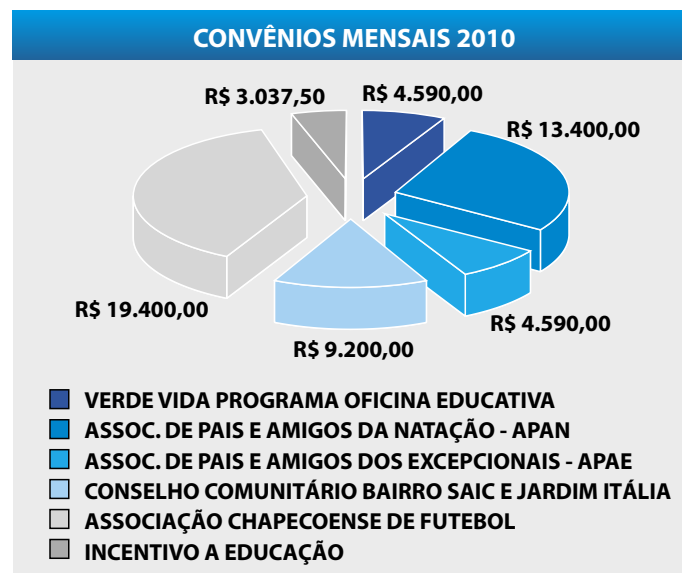 CONVÊNIOS MENSAIS 2010
R$ 3.037,50
R$ 4.590,00
R$ 13.400,00
R$ 19.400,00
R$ 4.590,00
R$ 9.200,00
VERDE VIDA PROGRAMA OFICINA EDUCATIVA
ASSOC. DE PAIS E AMIGOS DA NATAÇÃO - APAN
ASSOC. DE PAIS E AMIGOS DOS EXCEPCIONAIS - APAE
CONSELHO COMUNITÁRIO BAIRRO SAIC E JARDIM ITÁLIA
ASSOCIAÇÃO CHAPECOENSE DE FUTEBOL
INCENTIVO A EDUCAÇÃO